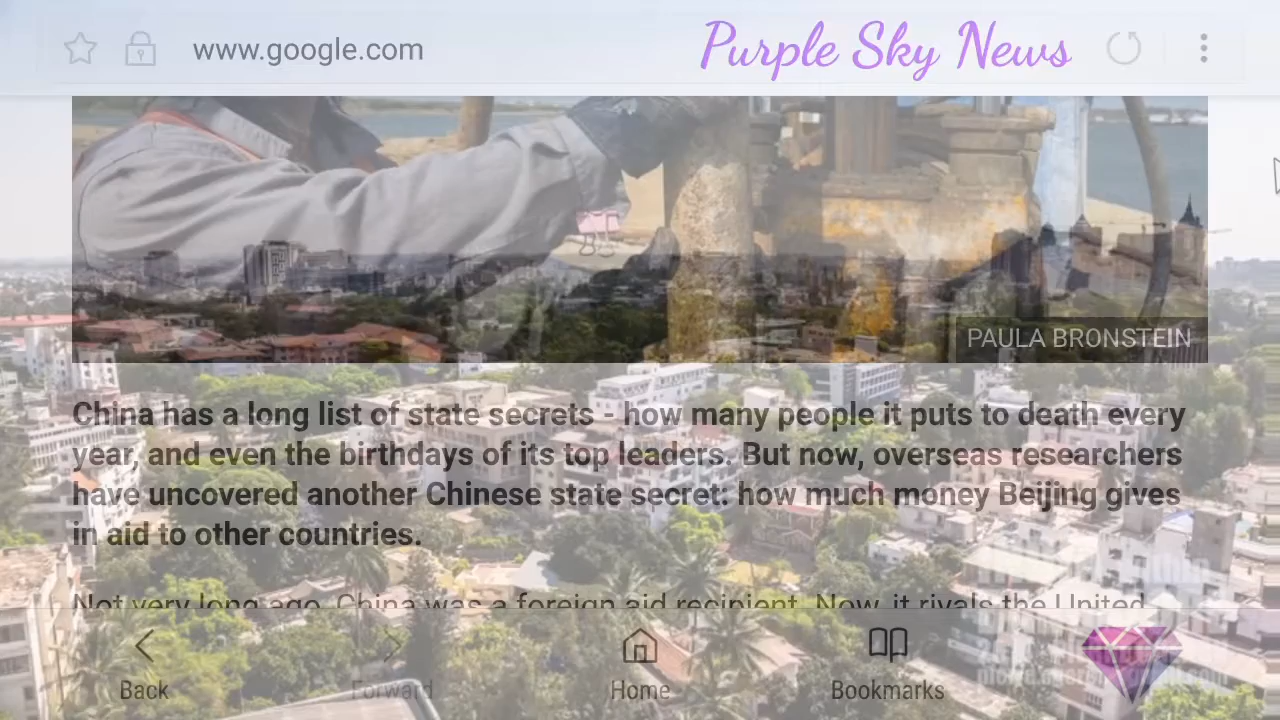 www.google.com
Purple Sky News
PAULA BRONSTEIN
China has a long list of state secrets - how many people it puts to death every
year, and even the birthdays of its top leaders. But now, overseas researchers
have uncovered another Chinese state secret: how much money Beijing gives
in aid to other countries.
Not very long ago, China was a foreign aid recipient. Now, it rivals the United
Back
Forward
Home
Bookmarks